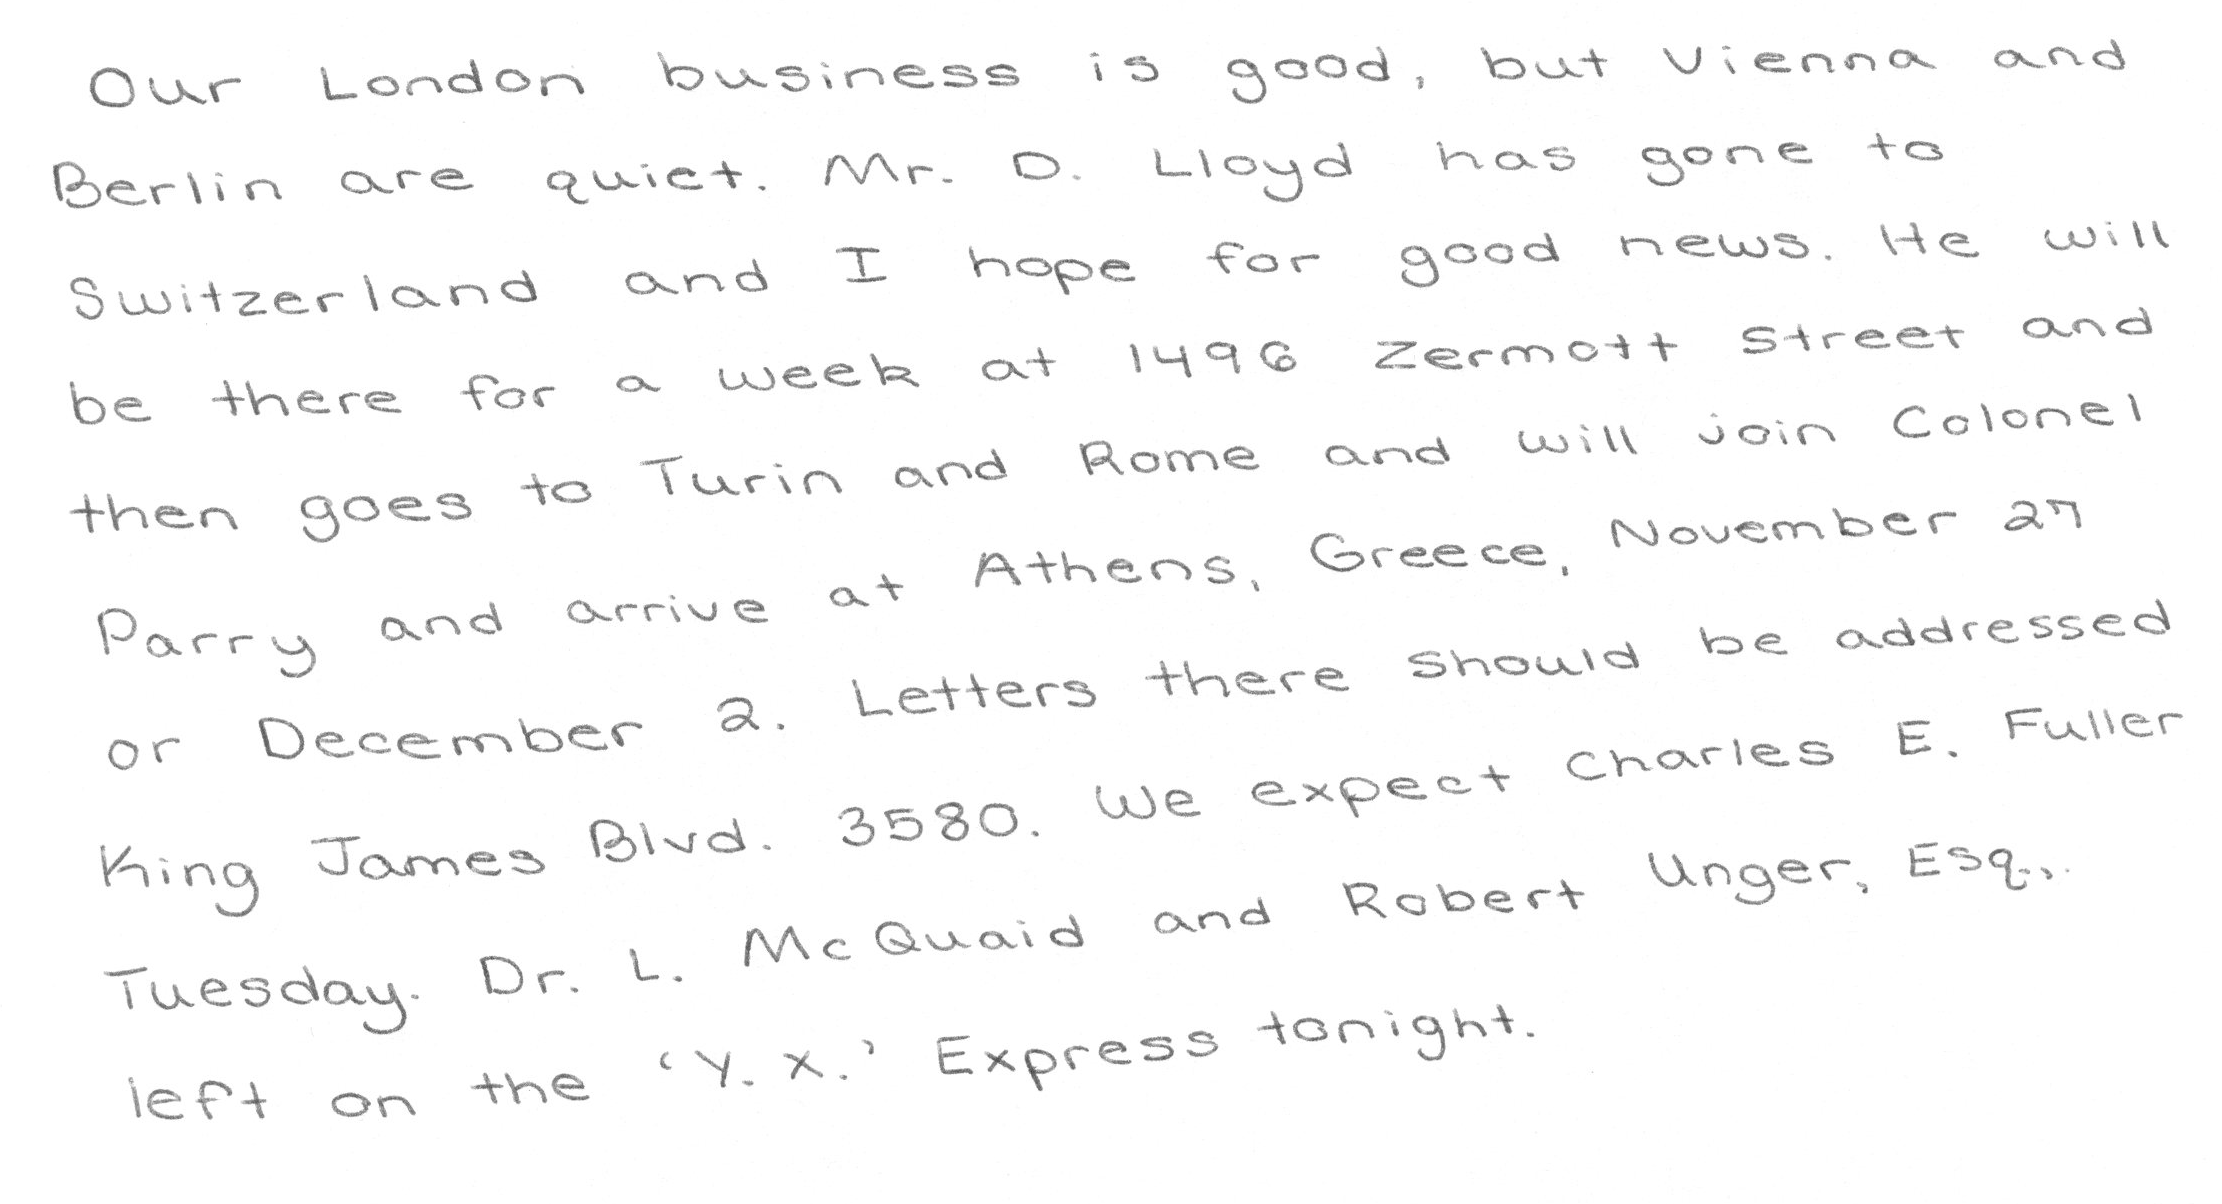 Our London business is good, but Vienna and
Berlin are quiet. Mr. D. Lloyd has gone to
Switzerland and I hope for good news. He will
be there for a week at 1496 Zermott Street and
then goes to Turin and Rome and will join Colonel
Parry and arrive at Athens, Greece, November 27
or December 2. Letters there should be addressed
King James Blvd. 3580. We expect Charles E. Fuller
Tuesday. Dr. L. McQuaid and Robert Unger, Esq.,
left on the 'Y. X.' Express tonight.